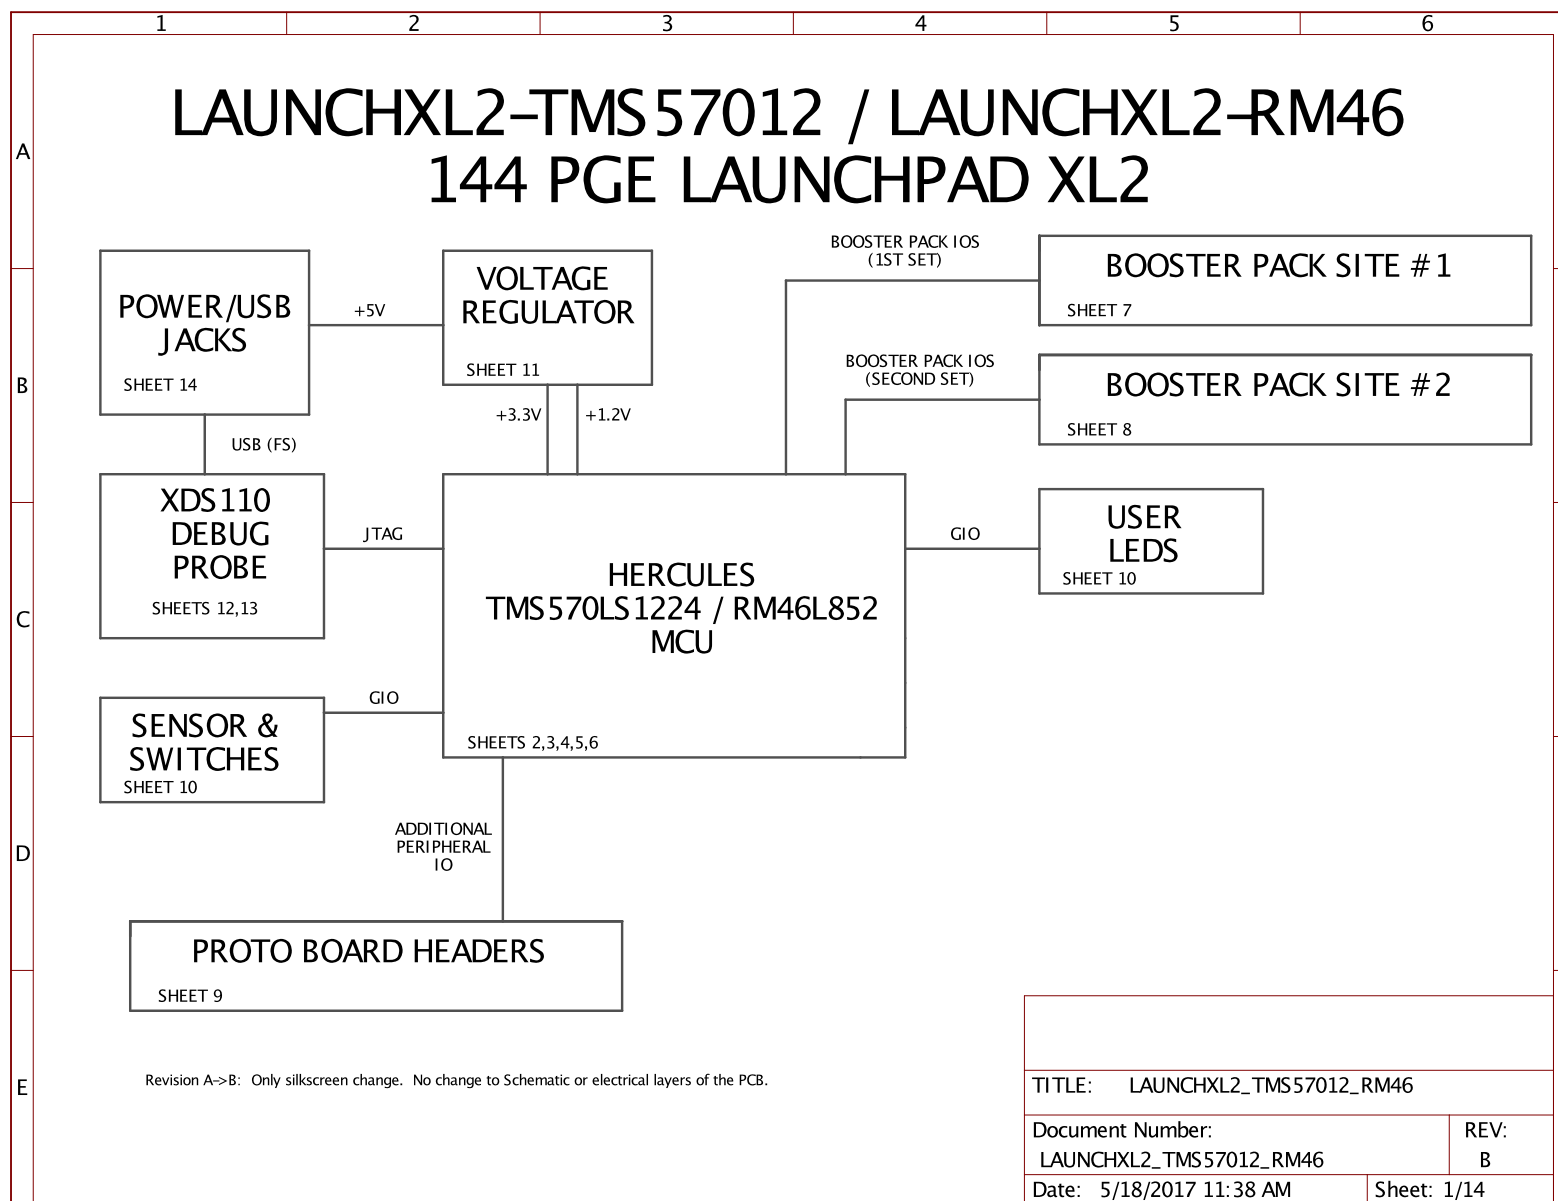 1 2 3 4 5 6
LAUNCHXL2-TMS57012 / LAUNCHXL2-RM46
144 PGE LAUNCHPAD XL2
A
B
C
D
E
POWER/USB
JACKS
SHEET 14
+5V
VOLTAGE
REGULATOR
SHEET 11
BOOSTER PACK IOS
(1ST SET)
BOOSTER PACK SITE #1
SHEET 7
BOOSTER PACK IOS
(SECOND SET)
BOOSTER PACK SITE #2
SHEET 8
+3.3V
+1.2V
USB (FS)
XDS110
DEBUG
PROBE
SHEETS 12,13
JTAG
HERCULES
TMS570LS1224 / RM46L852
MCU
SHEETS 2,3,4,5,6
GIO
USER
LEDS
SHEET 10
GIO
SENSOR &
SWITCHES
SHEET 10
ADDITIONAL
PERIPHERAL
IO
PROTO BOARD HEADERS
SHEET 9
Revision A->B: Only silkscreen change. No change to Schematic or electrical layers of the PCB.
TITLE: LAUNCHXL2_TMS57012_RM46
Document Number:
LAUNCHXL2_TMS57012_RM46
REV:
B
Date: 5/18/2017 11:38 AM
Sheet: 1/14